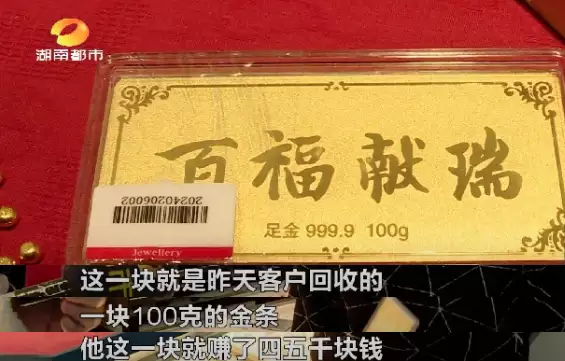 湖南都市
百福献瑞
足金 999.9 100g
20240206002
Jewellery
这一块就是昨天客户回收的
一块100克的金条
他这一块就赚了四五千块钱